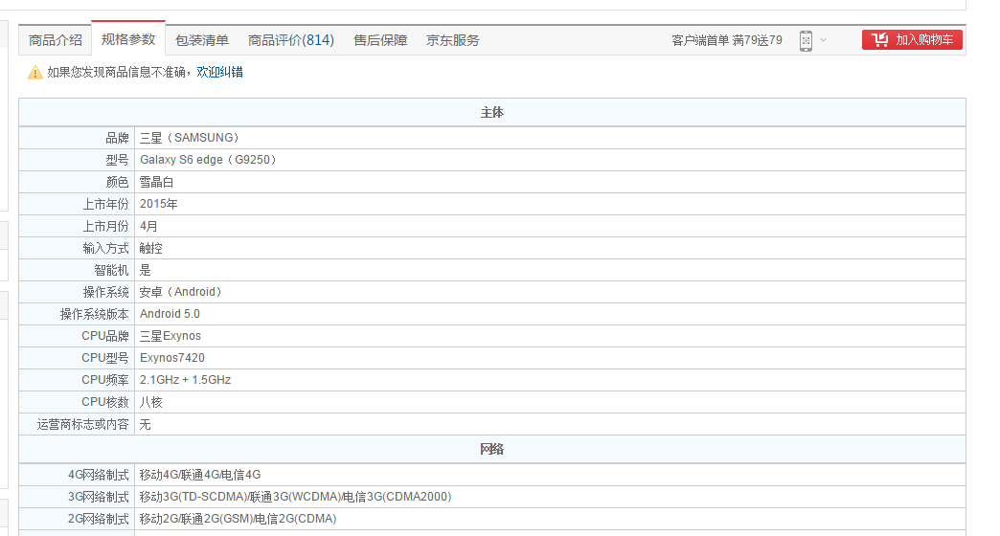 商品介绍 规格参数 包装清单 商品评价(814) 售后保障 京东服务 客户端首单 满79送79 加入购物车
如果您发现商品信息不准确，欢迎纠错
主体
品牌 三星（SAMSUNG）
型号 Galaxy S6 edge（G9250）
颜色 雪晶白
上市年份 2015年
上市月份 4月
输入方式 触控
智能机 是
操作系统 安卓（Android）
操作系统版本 Android 5.0
CPU品牌 三星Exynos
CPU型号 Exynos7420
CPU频率 2.1GHz + 1.5GHz
CPU核数 八核
运营商标志或内容 无
网络
4G网络制式 移动4G/联通4G/电信4G
3G网络制式 移动3G(TD-SCDMA)/联通3G(WCDMA)/电信3G(CDMA2000)
2G网络制式 移动2G/联通2G(GSM)/电信2G(CDMA)